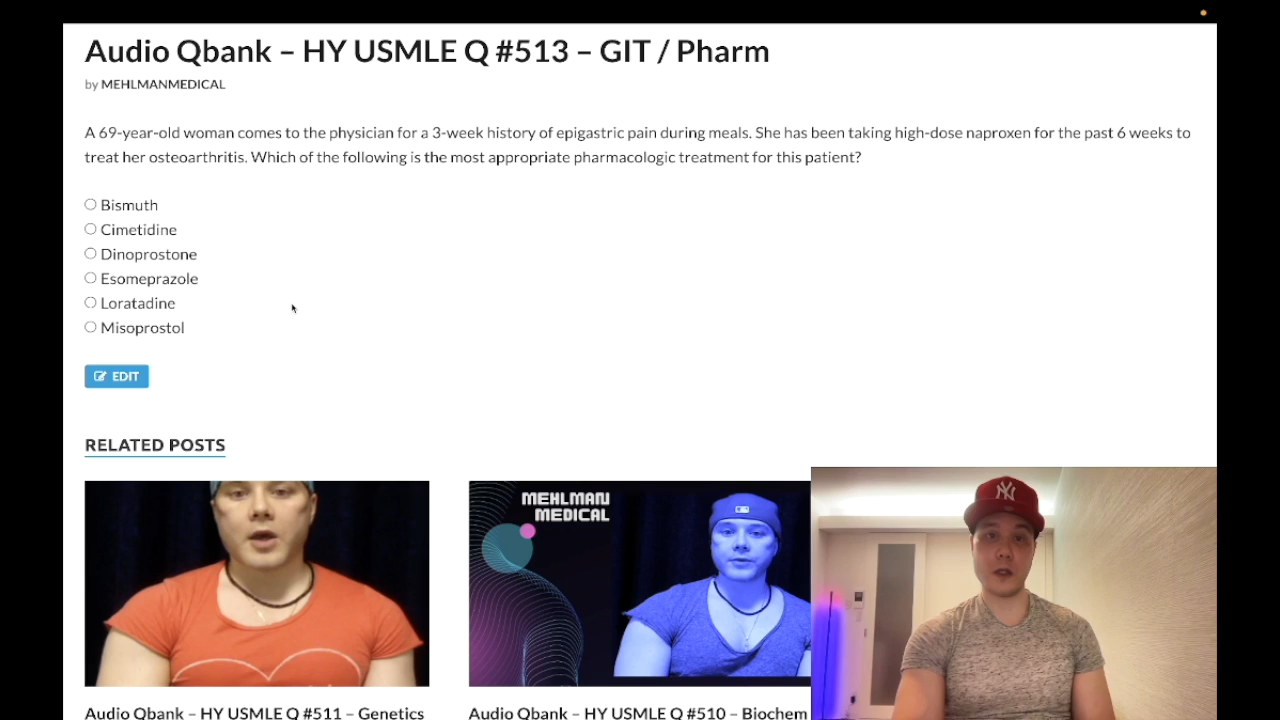 Audio Qbank – HY USMLE Q #513 – GIT / Pharm
by MEHLMANMEDICAL
A 69-year-old woman comes to the physician for a 3-week history of epigastric pain during meals. She has been taking high-dose naproxen for the past 6 weeks to
treat her osteoarthritis. Which of the following is the most appropriate pharmacologic treatment for this patient?
Bismuth
Cimetidine
Dinoprostone
Esomeprazole
Loratadine
Misoprostol
EDIT
RELATED POSTS
MEHLMAN
MEDICAL
NY
Audio Qbank – HY USMLE Q #511 – Genetics
Audio Qbank – HY USMLE Q #510 – Biochem